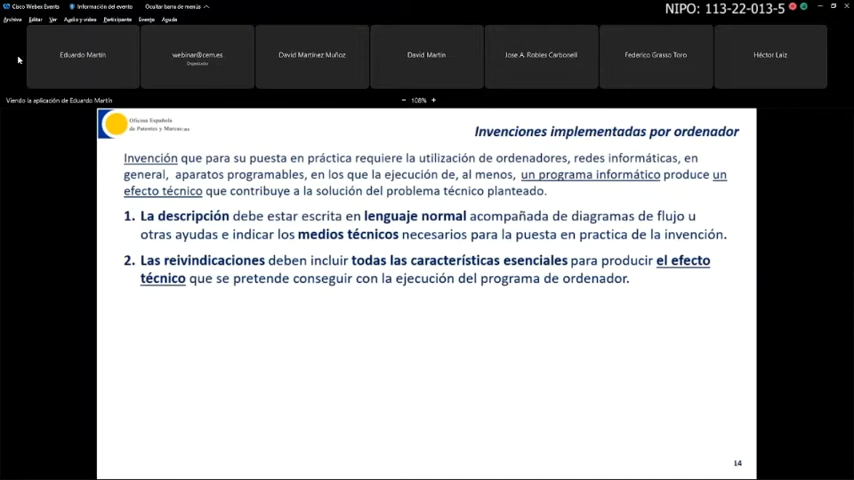 Cisco Webex Events Información del evento Ocultar barra de menús
NIPO: 113-22-013-5
Archivo Editar Ver Audio y vídeo Participante Evento Ayuda
Eduardo Martín
webinar@cem.es
Organizador
David Martínez Muñoz
David Martin
Jose A. Robles Carbonell
Federico Grasso Toro
Héctor Laiz
Viendo la aplicación de Eduardo Martín
− 108% +
Oficina Española
de Patentes y Marcas
Invenciones implementadas por ordenador
Invención que para su puesta en práctica requiere la utilización de ordenadores, redes informáticas, en
general, aparatos programables, en los que la ejecución de, al menos, un programa informático produce un
efecto técnico que contribuye a la solución del problema técnico planteado.
1. La descripción debe estar escrita en lenguaje normal acompañada de diagramas de flujo u
otras ayudas e indicar los medios técnicos necesarios para la puesta en practica de la invención.
2. Las reivindicaciones deben incluir todas las características esenciales para producir el efecto
técnico que se pretende conseguir con la ejecución del programa de ordenador.
14